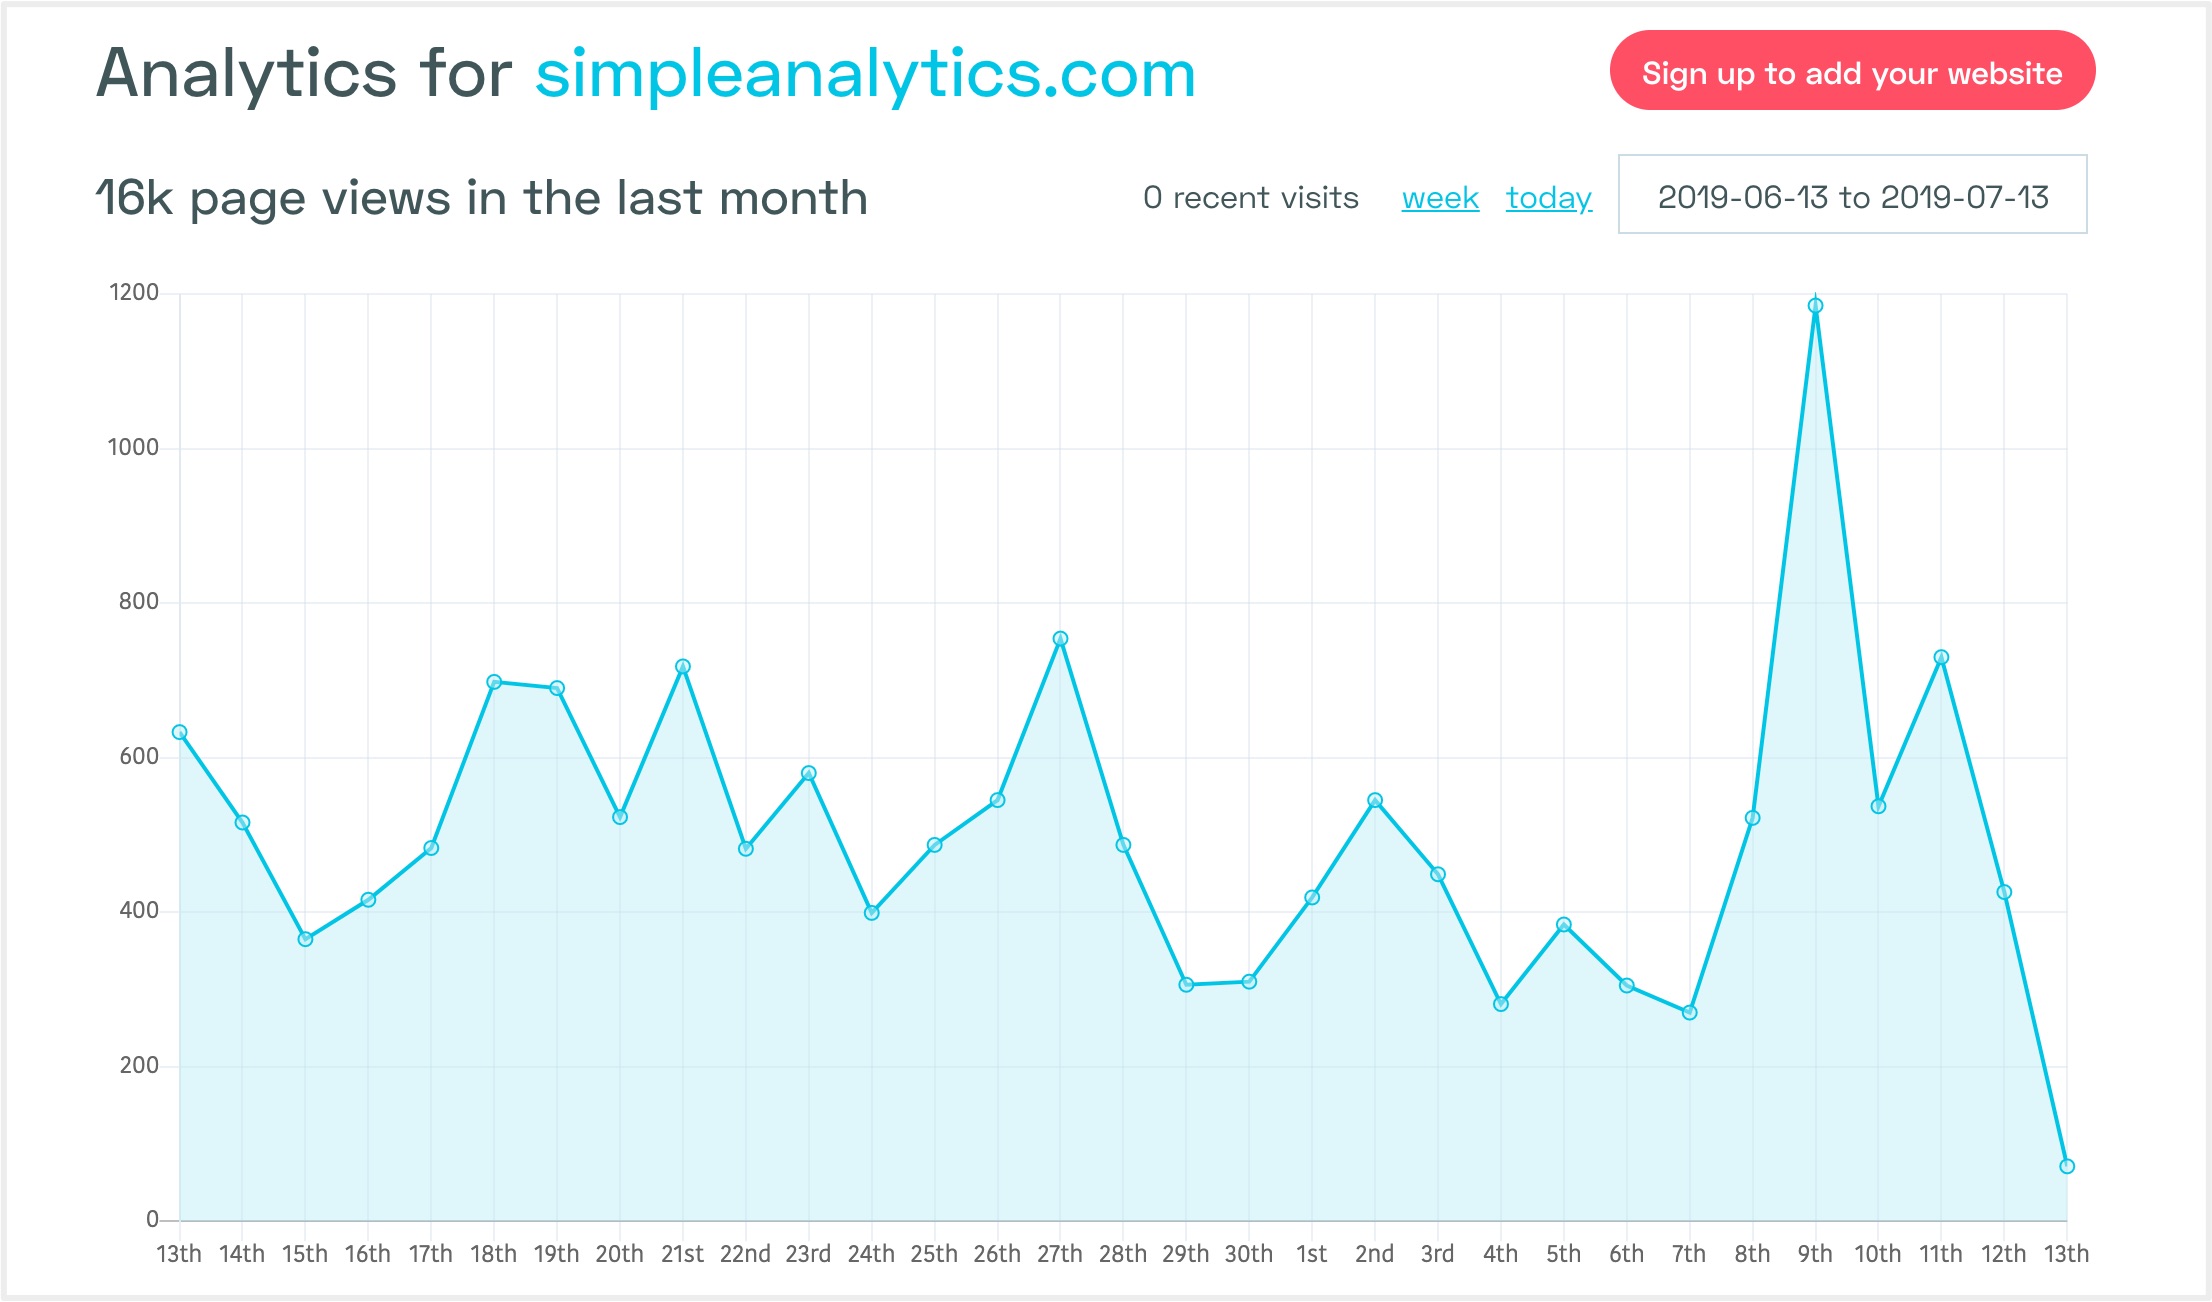 Analytics for simpleanalytics.com
Sign up to add your website
16k page views in the last month
0 recent visits week today 2019-06-13 to 2019-07-13
1200
1000
800
600
400
200
0
13th 14th 15th 16th 17th 18th 19th 20th 21st 22nd 23rd 24th 25th 26th 27th 28th 29th 30th 1st 2nd 3rd 4th 5th 6th 7th 8th 9th 10th 11th 12th 13th